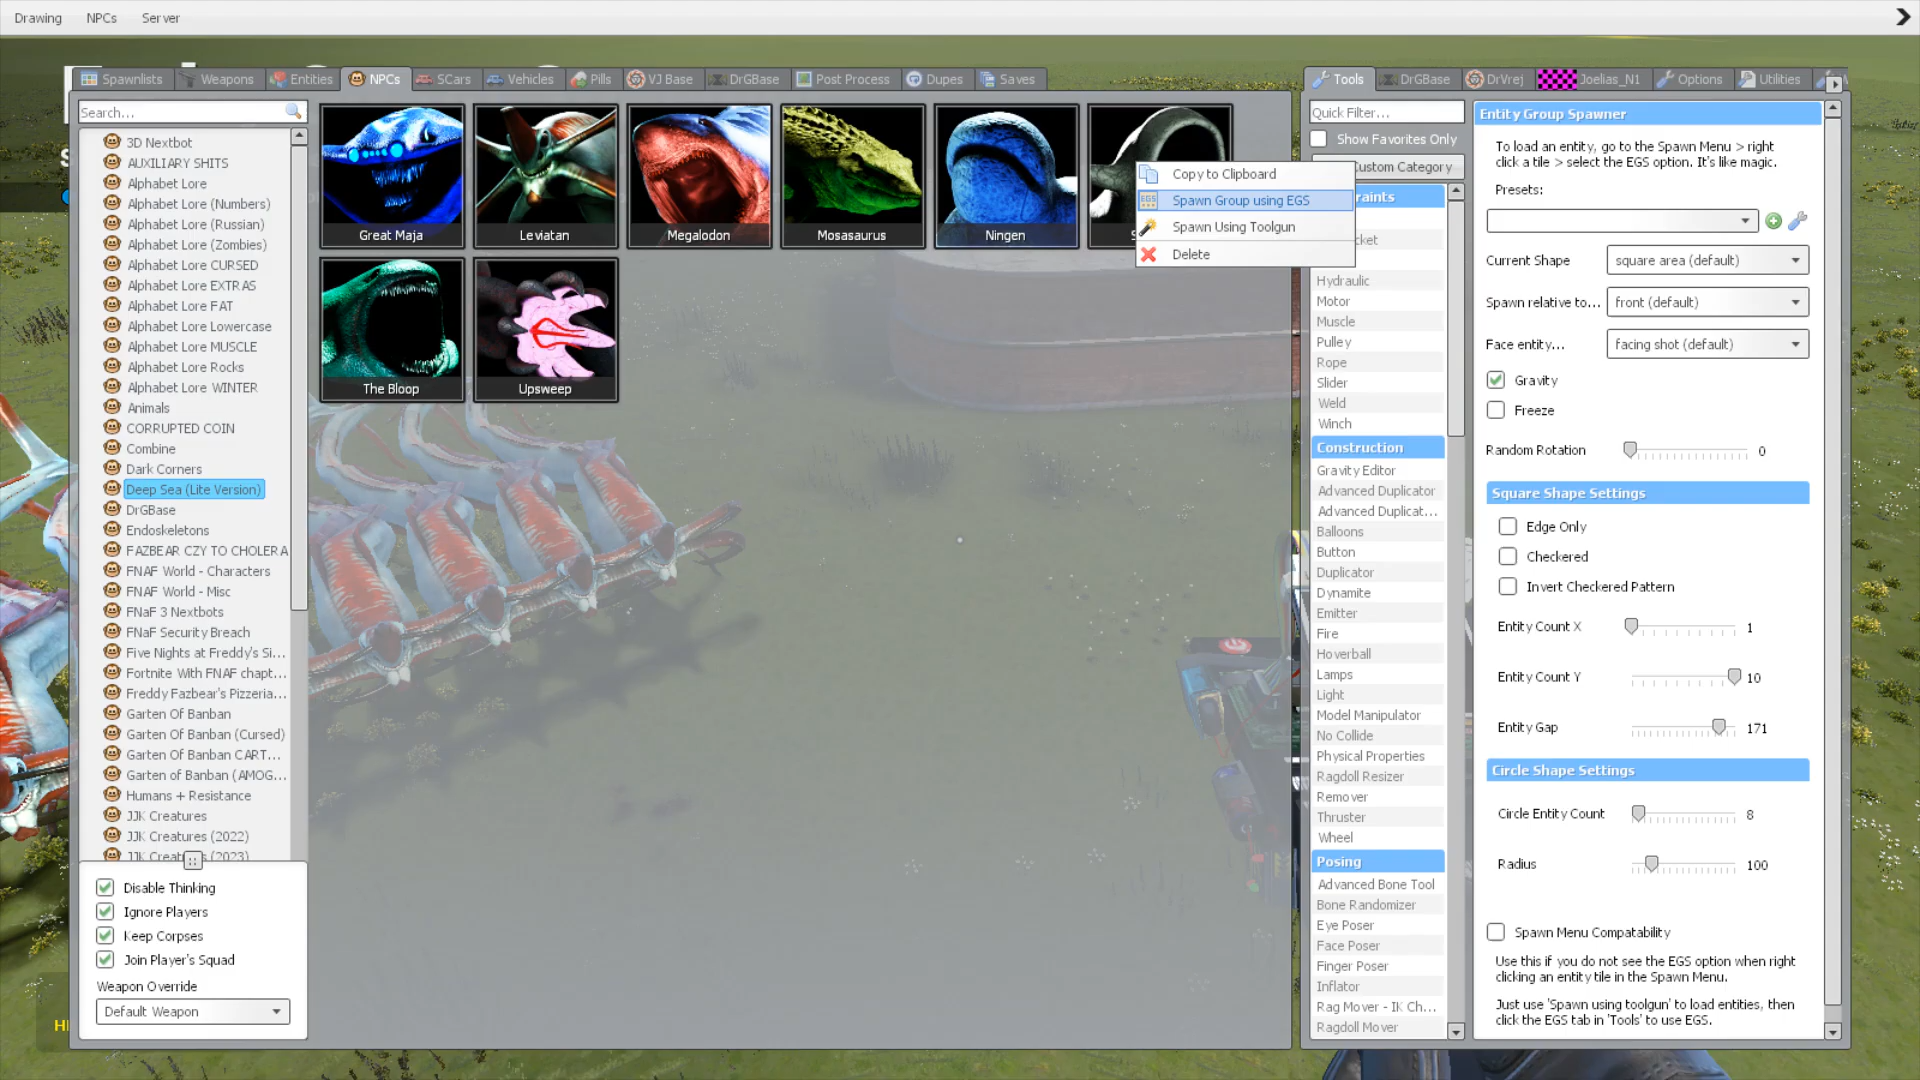 Drawing NPCs Server
Spawnlists Weapons Entities NPCs SCars Vehicles Pills VJ Base DrGBase Post Process Dupes Saves
Tools DrGBase DrVrej Joelias_N1 Options Utilities
Search...
3D Nextbot
AUXILIARY SHITS
Alphabet Lore
Alphabet Lore (Numbers)
Alphabet Lore (Russian)
Alphabet Lore (Zombies)
Alphabet Lore CURSED
Alphabet Lore EXTRAS
Alphabet Lore FAT
Alphabet Lore Lowercase
Alphabet Lore MUSCLE
Alphabet Lore Rocks
Alphabet Lore WINTER
Animals
CORRUPTED COIN
Combine
Dark Corners
Deep Sea (Lite Version)
DrGBase
Endoskeletons
FAZBEAR CZY TO CHOLERA
FNAF World - Characters
FNAF World - Misc
FNaF 3 Nextbots
FNaF Security Breach
Five Nights at Freddy's Si...
Fortnite With FNAF chapt...
Freddy Fazbear's Pizzeria...
Garten Of Banban
Garten Of Banban (Cursed)
Garten Of Banban CART...
Garten of Banban (AMOG...
Humans + Resistance
JJK Creatures
JJK Creatures (2022)
JJK Creatures (2023)
Disable Thinking
Ignore Players
Keep Corpses
Join Player's Squad
Weapon Override
Default Weapon
Great Maja
Leviatan
Megalodon
Mosasaurus
Ningen
The Bloop
Upsweep
Copy to Clipboard
Spawn Group using EGS
Spawn Using Toolgun
Delete
Quick Filter...
Show Favorites Only
Custom Category
Hydraulic
Motor
Muscle
Pulley
Rope
Slider
Weld
Winch
Construction
Gravity Editor
Advanced Duplicator
Advanced Duplicat...
Balloons
Button
Duplicator
Dynamite
Emitter
Fire
Hoverball
Lamps
Light
Model Manipulator
No Collide
Physical Properties
Ragdoll Resizer
Remover
Thruster
Wheel
Posing
Advanced Bone Tool
Bone Randomizer
Eye Poser
Face Poser
Finger Poser
Inflator
Rag Mover - IK Ch...
Ragdoll Mover
Entity Group Spawner
To load an entity, go to the Spawn Menu > right
click a tile > select the EGS option. It's like magic.
Presets:
Current Shape square area (default)
Spawn relative to... front (default)
Face entity... facing shot (default)
Gravity
Freeze
Random Rotation 0
Square Shape Settings
Edge Only
Checkered
Invert Checkered Pattern
Entity Count X 1
Entity Count Y 10
Entity Gap 171
Circle Shape Settings
Circle Entity Count 8
Radius 100
Spawn Menu Compatability
Use this if you do not see the EGS option when right
clicking an entity tile in the Spawn Menu.
Just use 'Spawn using toolgun' to load entities, then
click the EGS tab in 'Tools' to use EGS.